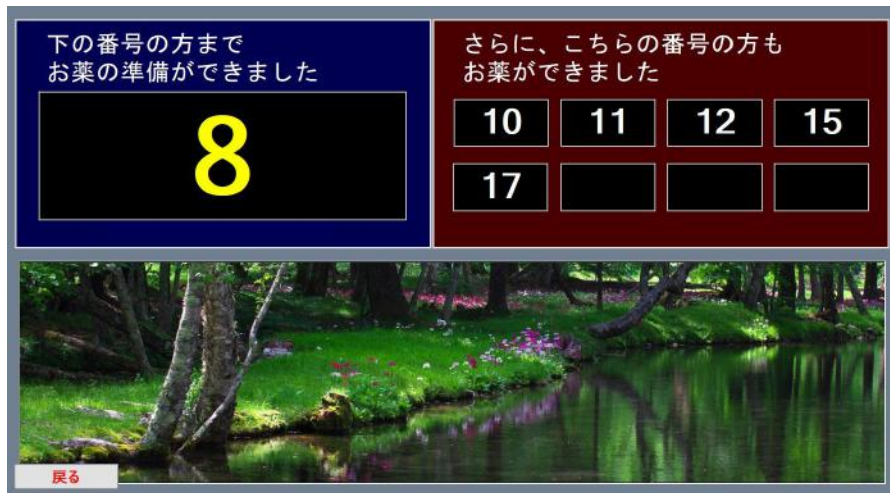 下の番号の方まで
お薬の準備ができました
8
さらに、こちらの番号の方も
お薬ができました
10 11 12 15
17
戻る